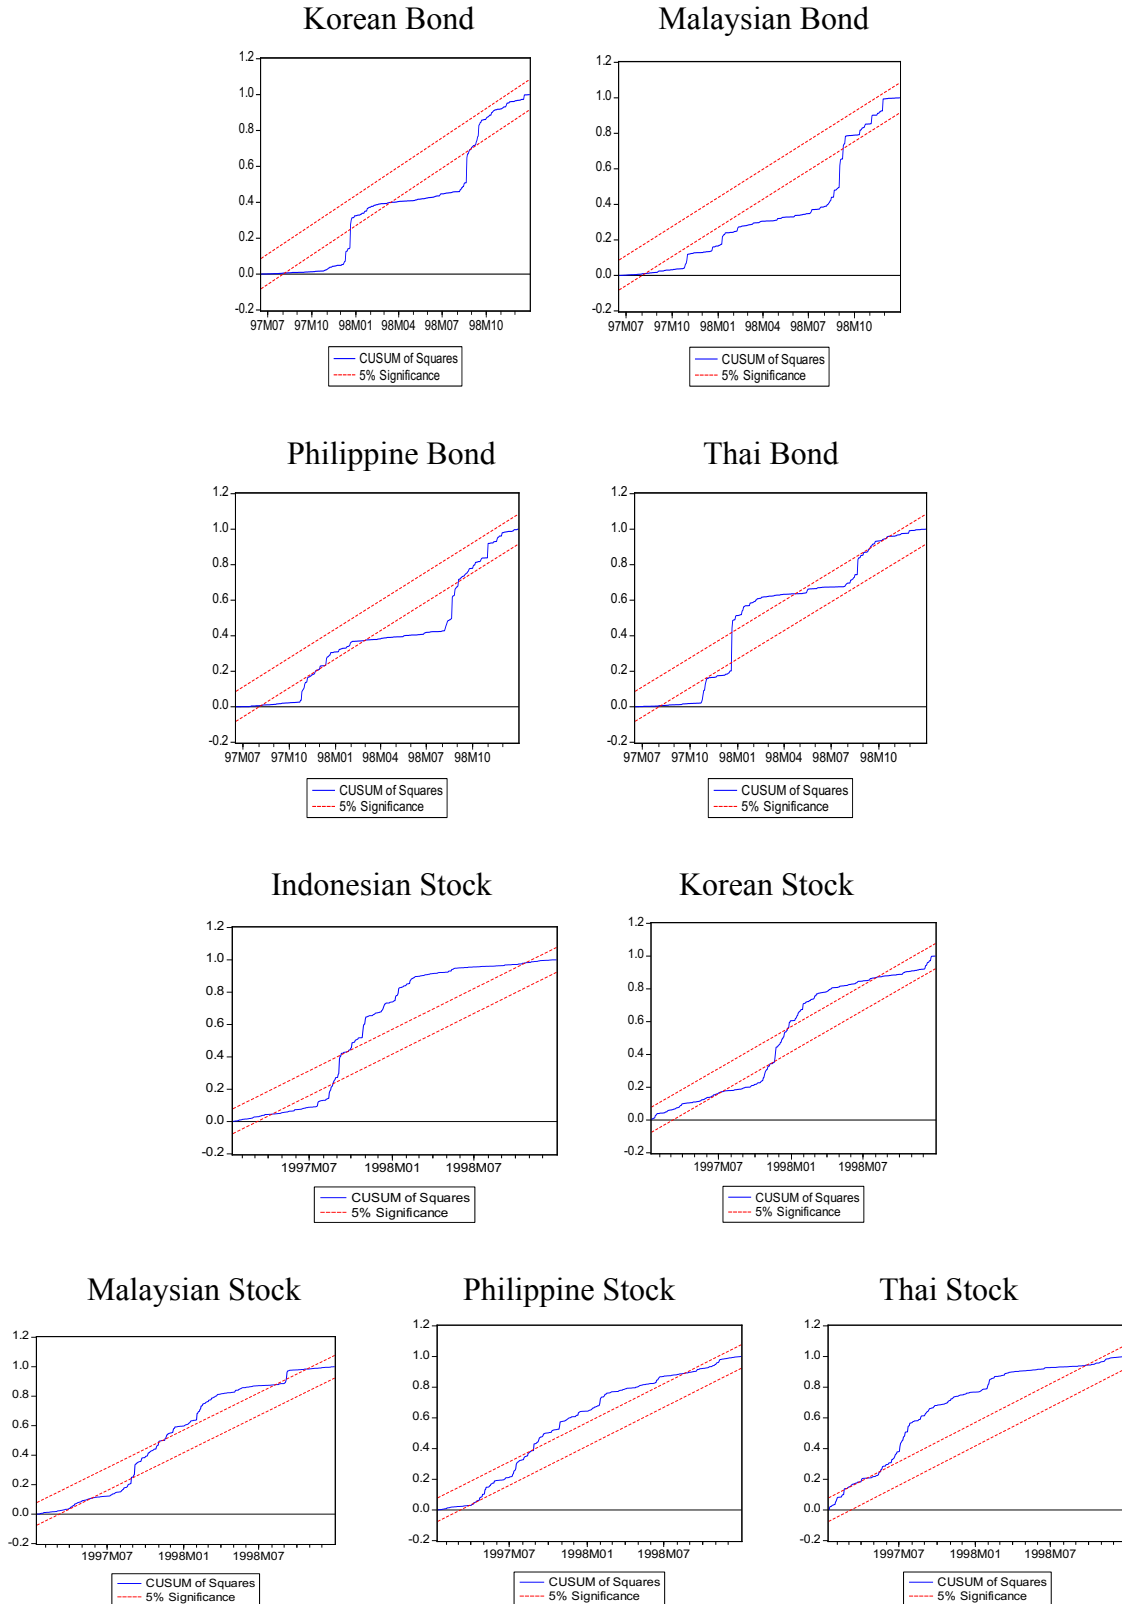 Korean Bond
Malaysian Bond
1.2
1.0
0.8
0.6
0.4
0.2
0.0
-0.2
97M07 97M10 98M01 98M04 98M07 98M10
CUSUM of Squares
5% Significance
1.2
1.0
0.8
0.6
0.4
0.2
0.0
-0.2
97M07 97M10 98M01 98M04 98M07 98M10
CUSUM of Squares
5% Significance
Philippine Bond
Thai Bond
1.2
1.0
0.8
0.6
0.4
0.2
0.0
-0.2
97M07 97M10 98M01 98M04 98M07 98M10
CUSUM of Squares
5% Significance
1.2
1.0
0.8
0.6
0.4
0.2
0.0
-0.2
97M07 97M10 98M01 98M04 98M07 98M10
CUSUM of Squares
5% Significance
Indonesian Stock
Korean Stock
1.2
1.0
0.8
0.6
0.4
0.2
0.0
-0.2
1997M07 1998M01 1998M07
CUSUM of Squares
5% Significance
1.2
1.0
0.8
0.6
0.4
0.2
0.0
-0.2
1997M07 1998M01 1998M07
CUSUM of Squares
5% Significance
Malaysian Stock
Philippine Stock
Thai Stock
1.2
1.0
0.8
0.6
0.4
0.2
0.0
-0.2
1997M07 1998M01 1998M07
CUSUM of Squares
5% Significance
1.2
1.0
0.8
0.6
0.4
0.2
0.0
-0.2
1997M07 1998M01 1998M07
CUSUM of Squares
5% Significance
1.2
1.0
0.8
0.6
0.4
0.2
0.0
-0.2
1997M07 1998M01 1998M07
CUSUM of Squares
5% Significance